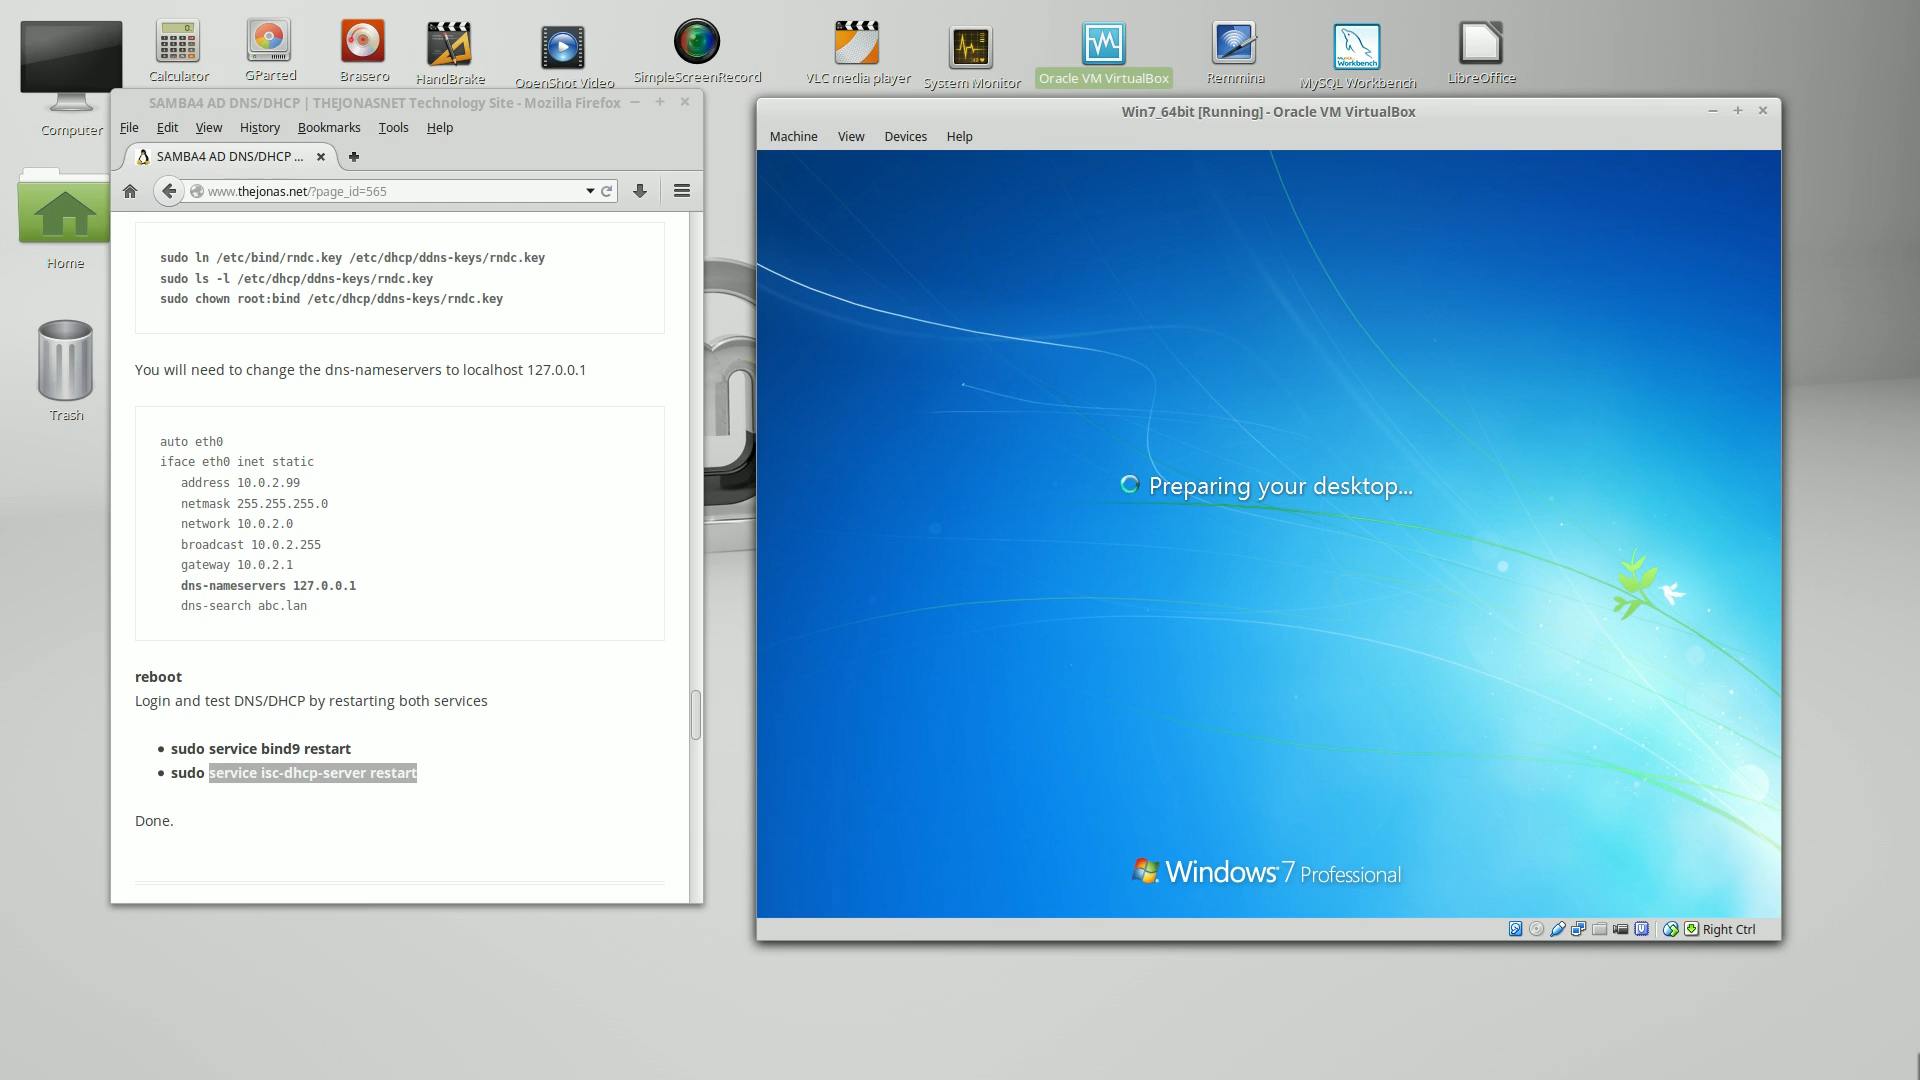 Calculator
GParted
Brasero
HandBrake
OpenShot Video
SimpleScreenRecord
VLC media player
System Monitor
Oracle VM VirtualBox
Remmina
MySQL Workbench
LibreOffice
Computer
Home
Trash
SAMBA4 AD DNS/DHCP | THEJONASNET Technology Site - Mozilla Firefox
File Edit View History Bookmarks Tools Help
SAMBA4 AD DNS/DHCP ...
www.thejonas.net/?page_id=565
sudo ln /etc/bind/rndc.key /etc/dhcp/ddns-keys/rndc.key
sudo ls -l /etc/dhcp/ddns-keys/rndc.key
sudo chown root:bind /etc/dhcp/ddns-keys/rndc.key
You will need to change the dns-nameservers to localhost 127.0.0.1
auto eth0
iface eth0 inet static
address 10.0.2.99
netmask 255.255.255.0
network 10.0.2.0
broadcast 10.0.2.255
gateway 10.0.2.1
dns-nameservers 127.0.0.1
dns-search abc.lan
reboot
Login and test DNS/DHCP by restarting both services
• sudo service bind9 restart
• sudo service isc-dhcp-server restart
Done.
Win7_64bit [Running] - Oracle VM VirtualBox
Machine View Devices Help
Preparing your desktop...
Windows 7 Professional
Right Ctrl